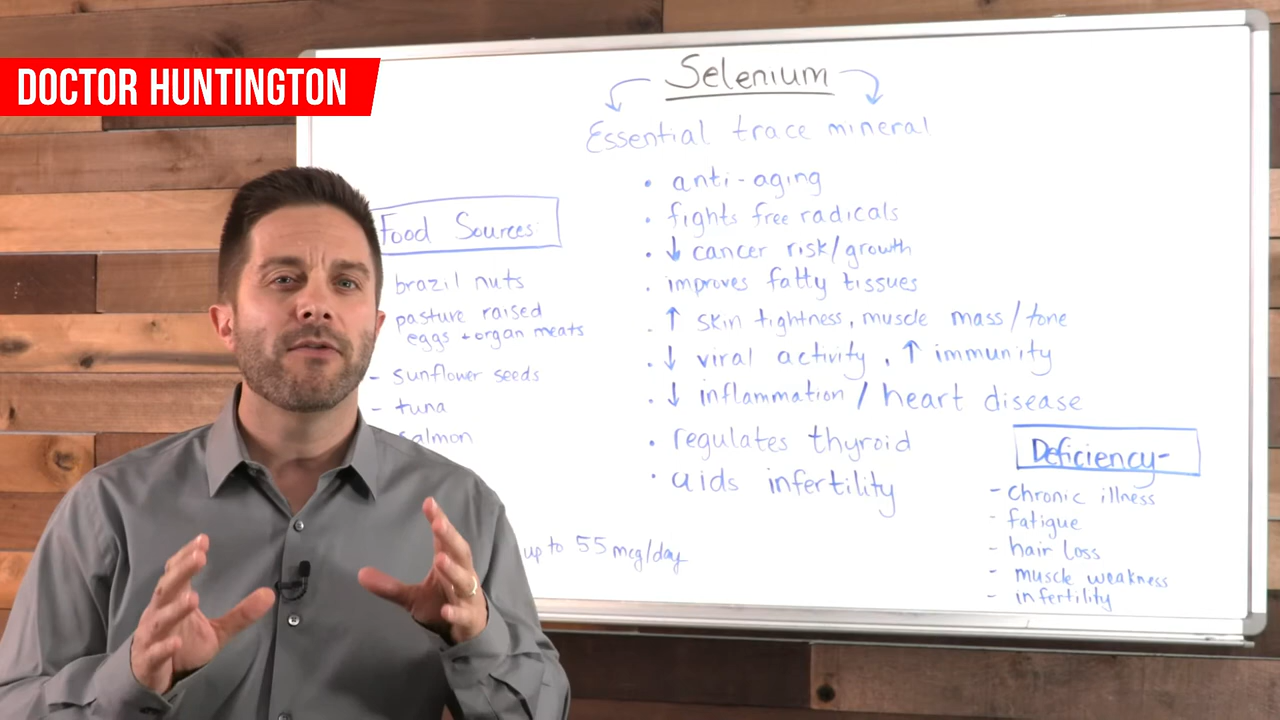 DOCTOR HUNTINGTON
Selenium
Essential trace mineral
• anti-aging
• fights free radicals
• ↓ cancer risk/growth
• improves fatty tissues
• ↑ skin tightness, muscle mass/tone
• ↓ viral activity, ↑ immunity
• ↓ inflammation / heart disease
• regulates thyroid
• aids infertility
Food Sources:
brazil nuts
pasture raised
eggs + organ meats
- sunflower seeds
- tuna
salmon
up to 55 mcg/day
Deficiency-
- chronic illness
- fatigue
- hair loss
- muscle weakness
- infertility